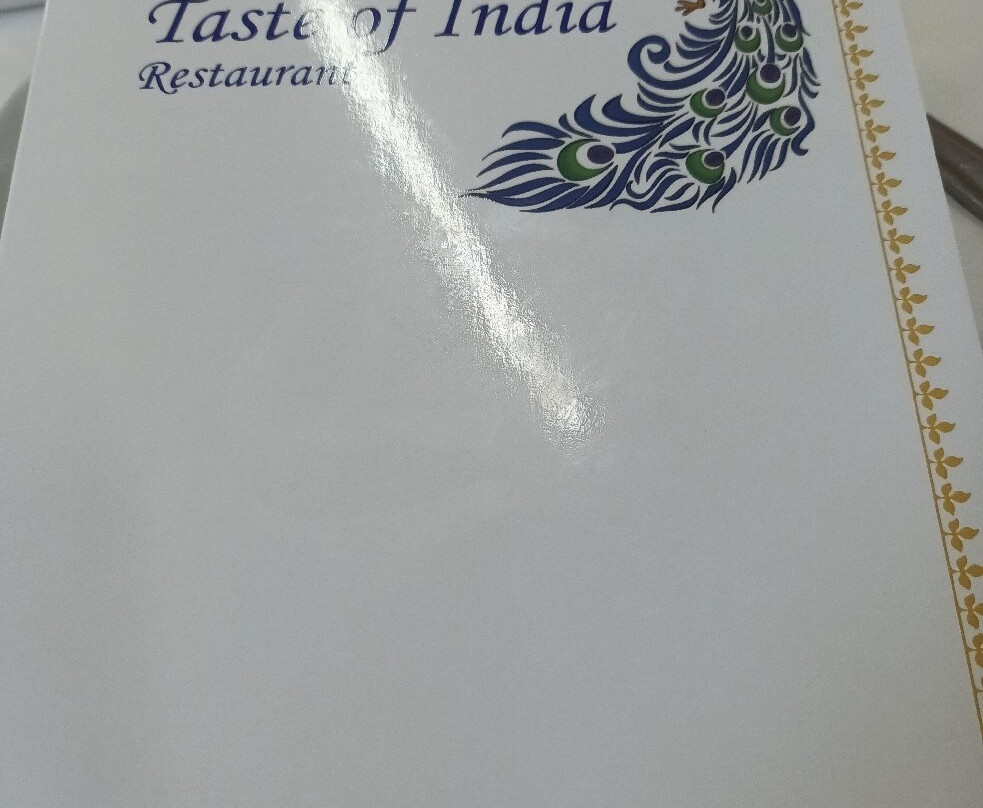 Taste of India
Restaurant